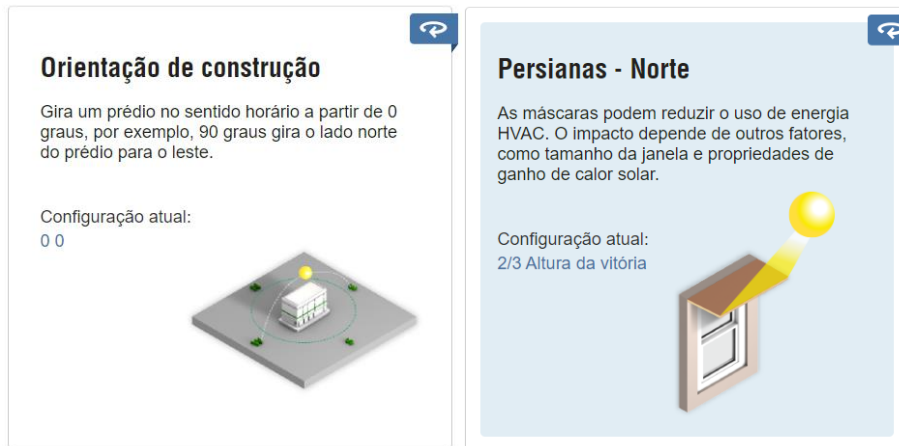 Orientação de construção
Gira um prédio no sentido horário a partir de 0
graus, por exemplo, 90 graus gira o lado norte
do prédio para o leste.
Configuração atual:
0 0
Persianas - Norte
As máscaras podem reduzir o uso de energia
HVAC. O impacto depende de outros fatores,
como tamanho da janela e propriedades de
ganho de calor solar.
Configuração atual:
2/3 Altura da vitória